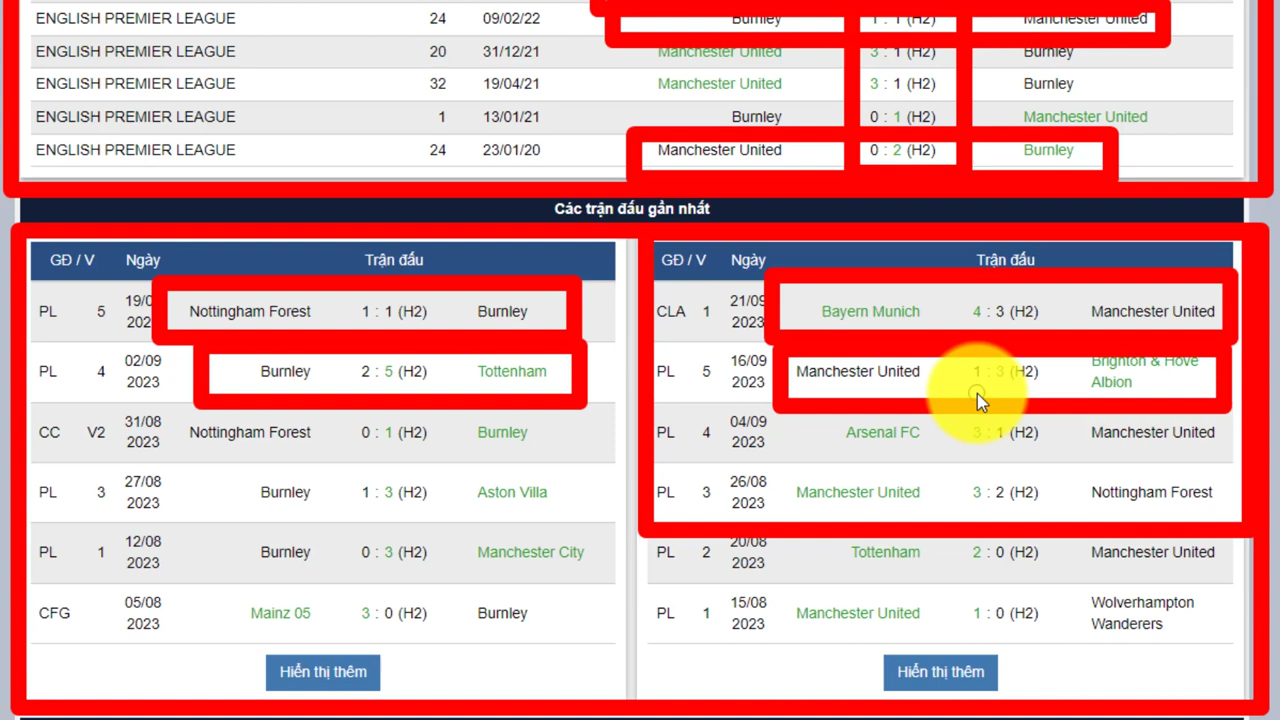 ENGLISH PREMIER LEAGUE 24 09/02/22 Burnley 1 : 1 (H2) Manchester United
ENGLISH PREMIER LEAGUE 20 31/12/21 Manchester United 3 : 1 (H2) Burnley
ENGLISH PREMIER LEAGUE 32 19/04/21 Manchester United 3 : 1 (H2) Burnley
ENGLISH PREMIER LEAGUE 1 13/01/21 Burnley 0 : 1 (H2) Manchester United
ENGLISH PREMIER LEAGUE 24 23/01/20 Manchester United 0 : 2 (H2) Burnley
Các trận đấu gần nhất
GĐ / V Ngày Trận đấu
PL 5 19/0 202 Nottingham Forest 1 : 1 (H2) Burnley
PL 4 02/09 2023 Burnley 2 : 5 (H2) Tottenham
CC V2 31/08 2023 Nottingham Forest 0 : 1 (H2) Burnley
PL 3 27/08 2023 Burnley 1 : 3 (H2) Aston Villa
PL 1 12/08 2023 Burnley 0 : 3 (H2) Manchester City
CFG 05/08 2023 Mainz 05 3 : 0 (H2) Burnley
Hiển thị thêm
GĐ / V Ngày Trận đấu
CLA 1 21/09 2023 Bayern Munich 4 : 3 (H2) Manchester United
PL 5 16/09 2023 Manchester United 1 : 3 (H2) Brighton & Hove Albion
PL 4 04/09 2023 Arsenal FC 3 : 1 (H2) Manchester United
PL 3 26/08 2023 Manchester United 3 : 2 (H2) Nottingham Forest
PL 2 20/08 2023 Tottenham 2 : 0 (H2) Manchester United
PL 1 15/08 2023 Manchester United 1 : 0 (H2) Wolverhampton Wanderers
Hiển thị thêm